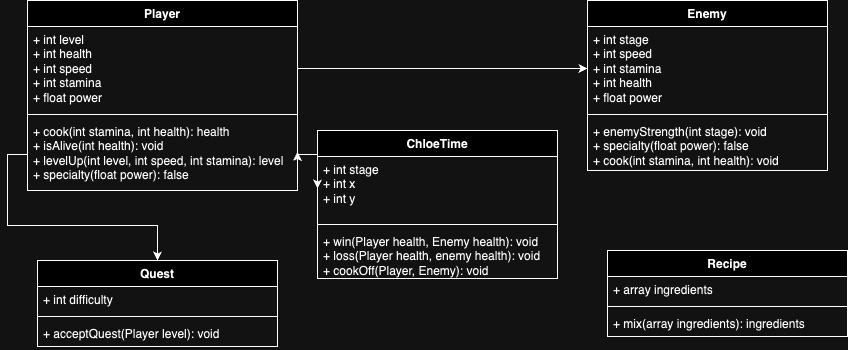 Player
+ int level
+ int health
+ int speed
+ int stamina
+ float power
+ cook(int stamina, int health): health
+ isAlive(int health): void
+ levelUp(int level, int speed, int stamina): level
+ specialty(float power): false
Enemy
+ int stage
+ int speed
+ int stamina
+ int health
+ float power
+ enemyStrength(int stage): void
+ specialty(float power): false
+ cook(int stamina, int health): void
ChloeTime
+ int stage
+ int x
+ int y
+ win(Player health, Enemy health): void
+ loss(Player health, enemy health): void
+ cookOff(Player, Enemy): void
Quest
+ int difficulty
+ acceptQuest(Player level): void
Recipe
+ array ingredients
+ mix(array ingredients): ingredients